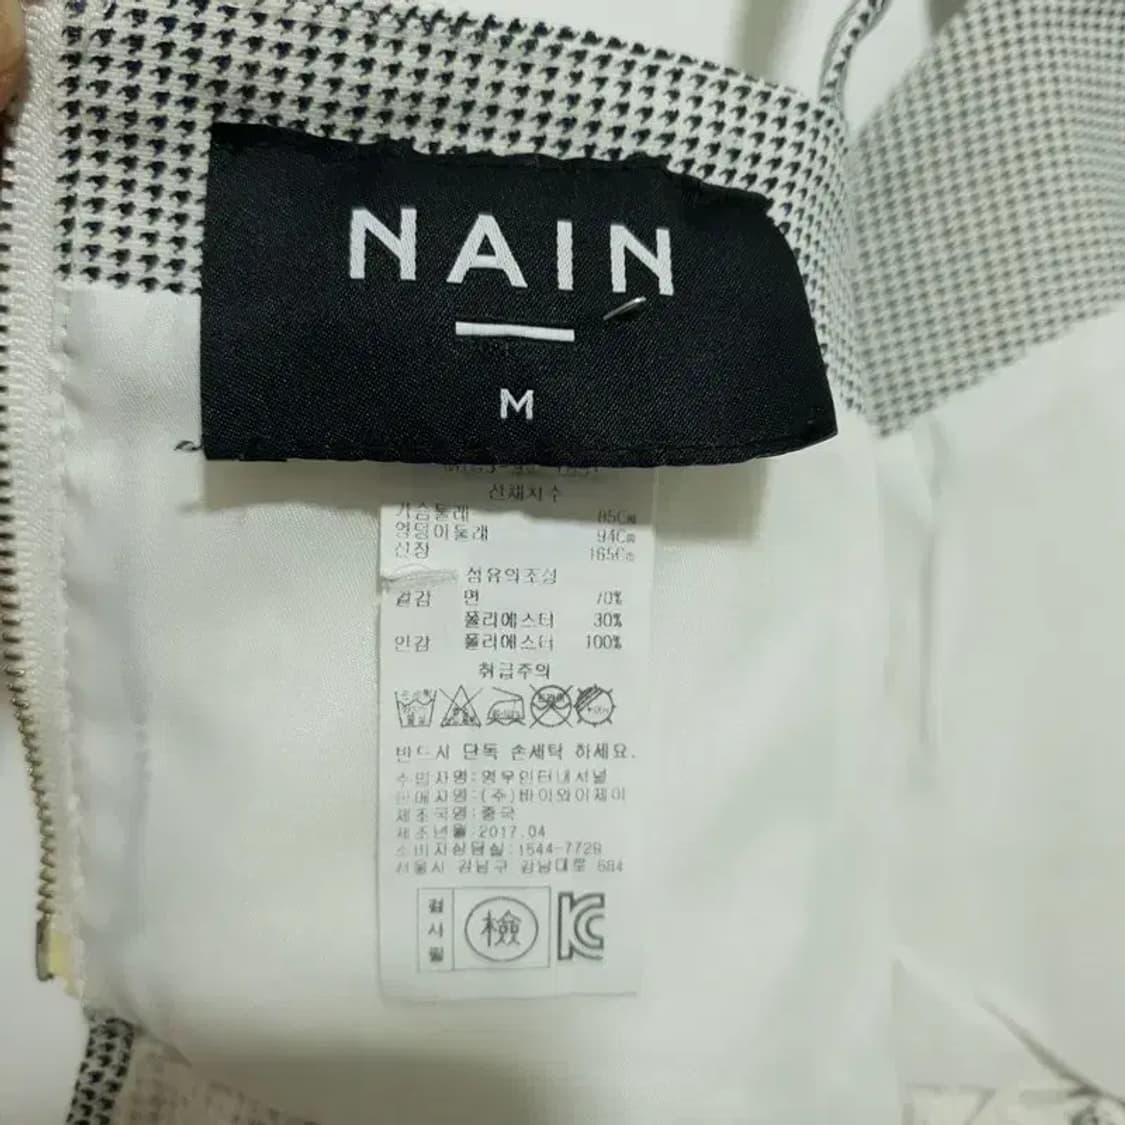 NAIN
M
신체치수
가슴둘레 85Cm
엉덩이둘레 94Cm
신장 165Cm
섬유의조성
겉감 면 70%
폴리에스터 30%
안감 폴리에스터 100%
취급주의
반드시 단독 손세탁 하세요.
수입사명:영우인터내셔널
판매사명:(주)바이와이제이
제조국명:중국
제조년월:2017.04
소비자상담실:1544-7729
서울시 강남구 강남대로 584
검사필
檢
KC